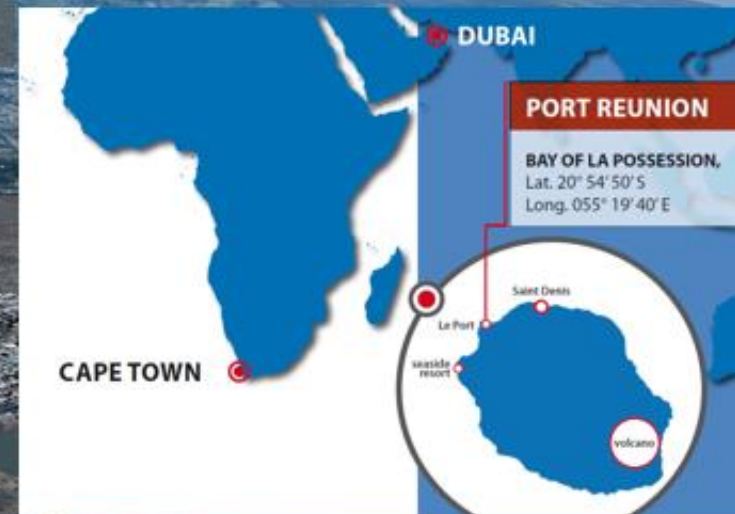 DUBAI
PORT REUNION
BAY OF LA POSSESSION,
Lat. 20° 54' 50' S
Long. 055° 19' 40' E
Saint Denis
Le Port
seaside
resort
CAPE TOWN
volcano